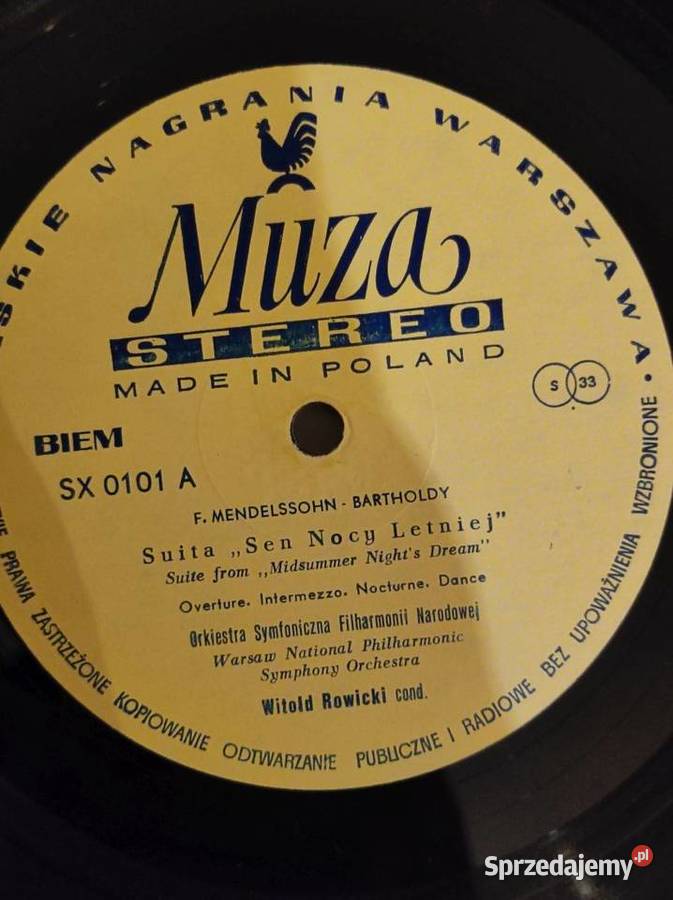 SKIE NAGRANIA WARSZAWA •
Muza
STEREO
MADE IN POLAND
S 33
BIEM
SX 0101 A
F. MENDELSSOHN - BARTHOLDY
Suita „Sen Nocy Letniej”
Suite from „Midsummer Night's Dream”
Overture. Intermezzo. Nocturne. Dance
Orkiestra Symfoniczna Filharmonii Narodowej
Warsaw National Philharmonic
Symphony Orchestra
Witold Rowicki cond.
PRAWA ZASTRZEŻONE KOPIOWANIE ODTWARZANIE PUBLICZNE I RADIOWE BEZ UPOWAŻNIENIA WZBRONIONE •
Sprzedajemy.pl